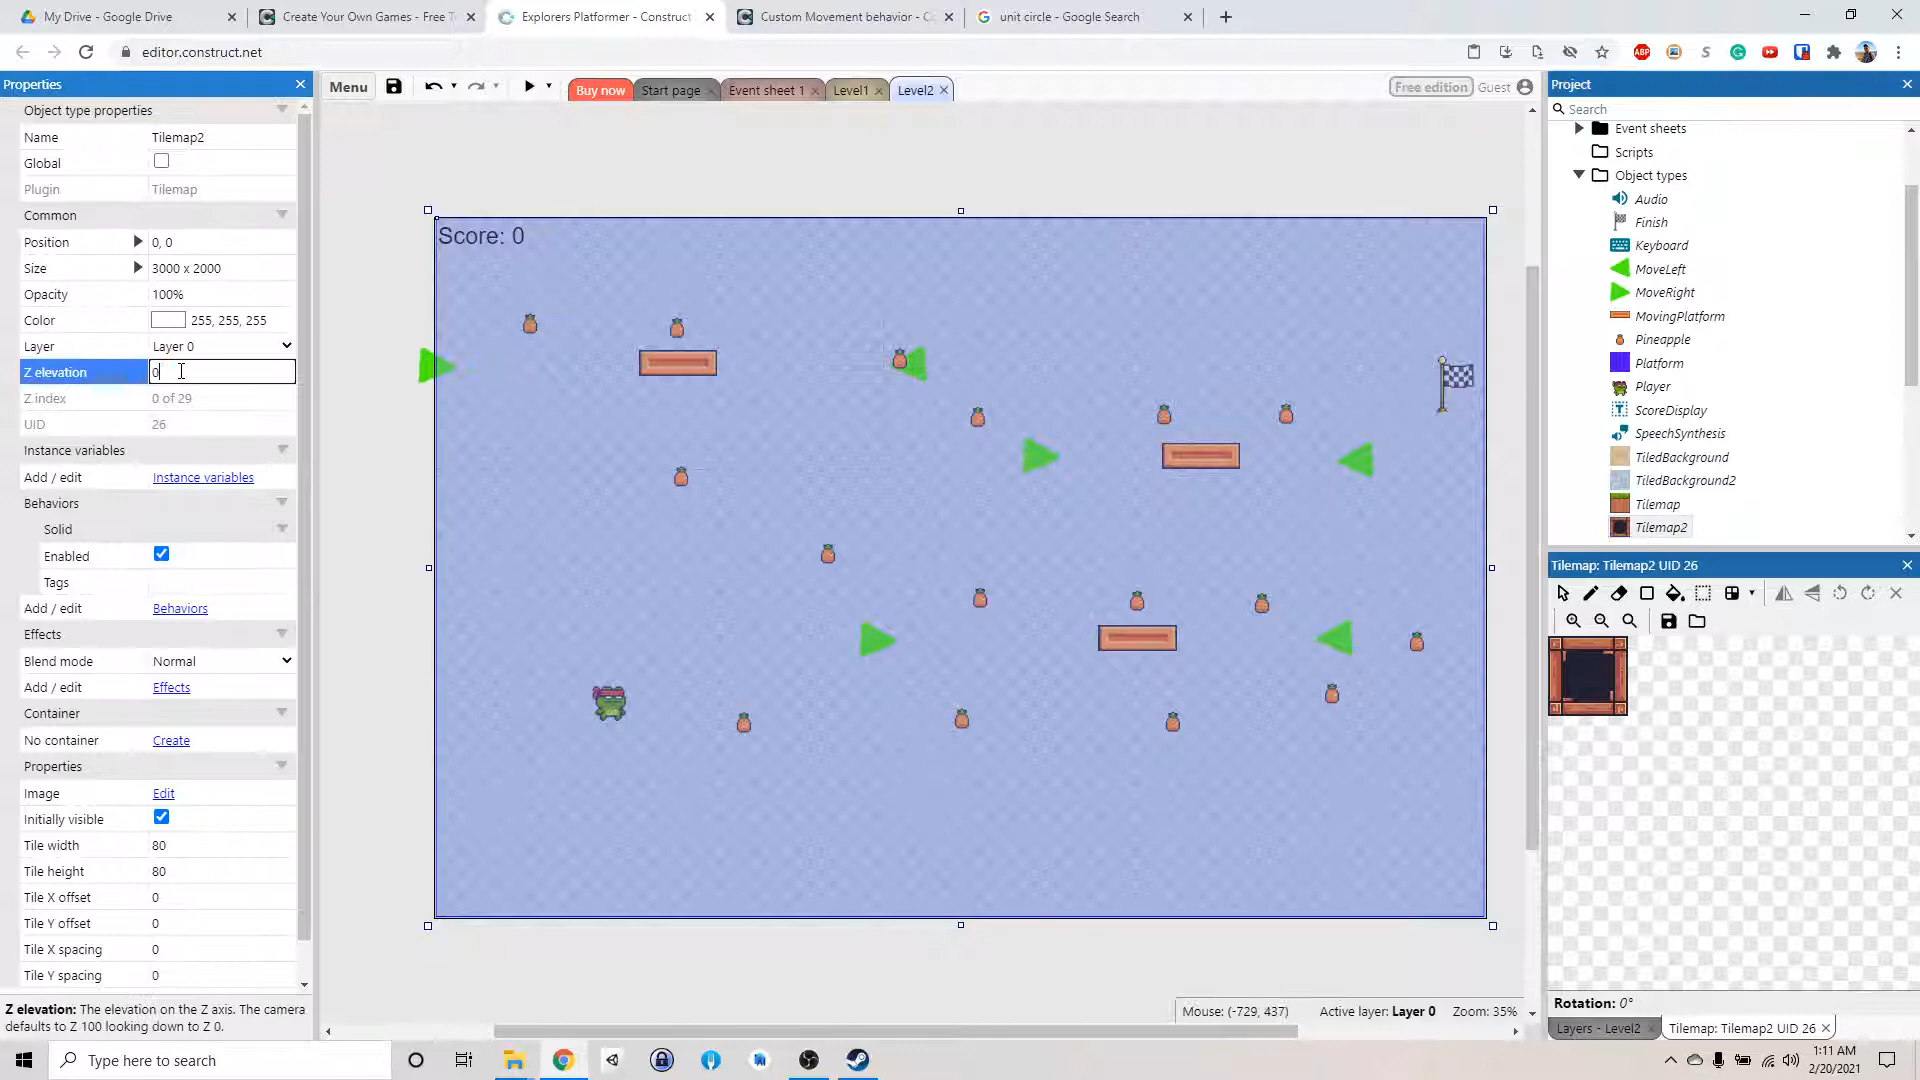 My Drive - Google Drive
Create Your Own Games - Free T
Explorers Platformer - Construct
Custom Movement behavior - C
unit circle - Google Search
editor.construct.net
Properties
Object type properties
Name Tilemap2
Global
Plugin Tilemap
Common
Position 0, 0
Size 3000 x 2000
Opacity 100%
Color 255, 255, 255
Layer Layer 0
Z elevation 0
Z index 0 of 29
UID 26
Instance variables
Add / edit Instance variables
Behaviors
Solid
Enabled
Tags
Add / edit Behaviors
Effects
Blend mode Normal
Add / edit Effects
Container
No container Create
Properties
Image Edit
Initially visible
Tile width 80
Tile height 80
Tile X offset 0
Tile Y offset 0
Tile X spacing 0
Tile Y spacing 0
Z elevation: The elevation on the Z axis. The camera
defaults to Z 100 looking down to Z 0.
Menu
Buy now
Start page
Event sheet 1
Level1
Level2
Free edition
Guest
Score: 0
Mouse: (-729, 437)
Active layer: Layer 0
Zoom: 35%
Project
Search
Event sheets
Scripts
Object types
Audio
Finish
Keyboard
MoveLeft
MoveRight
MovingPlatform
Pineapple
Platform
Player
ScoreDisplay
SpeechSynthesis
TiledBackground
TiledBackground2
Tilemap
Tilemap2
Tilemap: Tilemap2 UID 26
Rotation: 0°
Layers - Level2
Tilemap: Tilemap2 UID 26
Type here to search
1:11 AM
2/20/2021